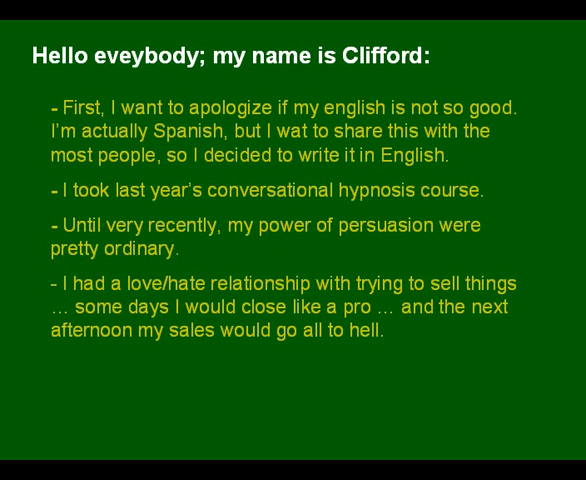 Hello eveybody; my name is Clifford:
- First, I want to apologize if my english is not so good.
I'm actually Spanish, but I wat to share this with the
most people, so I decided to write it in English.
- I took last year's conversational hypnosis course.
- Until very recently, my power of persuasion were
pretty ordinary.
- I had a love/hate relationship with trying to sell things
... some days I would close like a pro ... and the next
afternoon my sales would go all to hell.